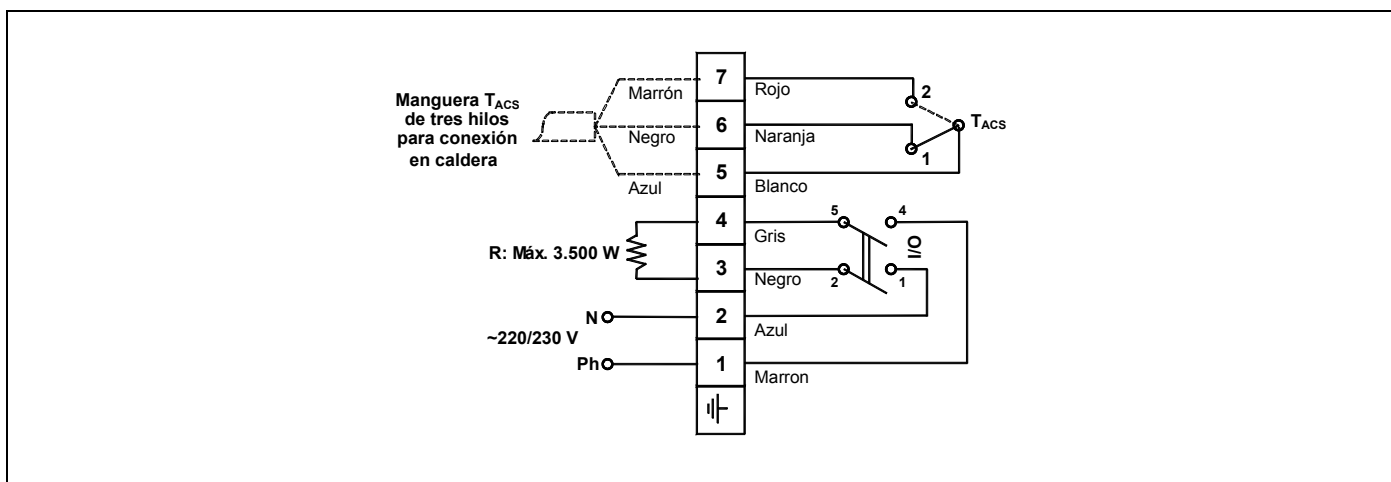 Manguera TACS
de tres hilos
para conexión
en caldera
Marrón
7
Rojo
2
Negro
6
Naranja
1
TACS
Azul
5
Blanco
R: Máx. 3.500 W
4
Gris
5
4
I/O
3
Negro
2
1
N
2
Azul
~220/230 V
Ph
1
Marron